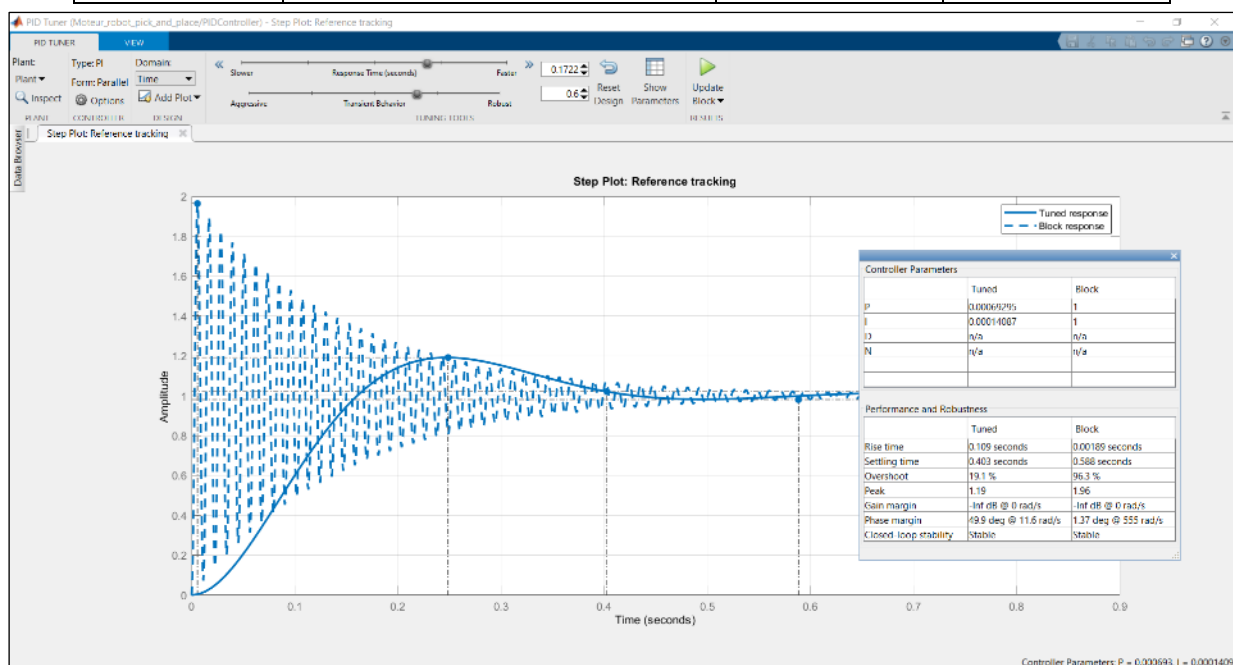 PID Tuner (Moteur_robot_pick_and_place/PIDController) - Step Plot: Reference tracking
PID TUNER VIEW
Plant: Type: PI Domain:
Plant Form: Parallel Time
Inspect Options Add Plot
Slower Response Time (seconds) Faster 0.1722
Aggressive Transient Behavior Robust 0.6
Reset Design Show Parameters Update Block
PLANT CONTROLLER DESIGN TUNING TOOLS RESULTS
Data Browser
Step Plot: Reference tracking
Step Plot: Reference tracking
Tuned response
Block response
Amplitude
2
1.8
1.6
1.4
1.2
1
0.8
0.6
0.4
0.2
0
0 0.1 0.2 0.3 0.4 0.5 0.6 0.7 0.8 0.9
Time (seconds)
Controller Parameters
Tuned Block
P 0.00069295 1
I 0.00014087 1
D n/a n/a
N n/a n/a
Performance and Robustness
Tuned Block
Rise time 0.109 seconds 0.00189 seconds
Settling time 0.403 seconds 0.588 seconds
Overshoot 19.1 % 96.3 %
Peak 1.19 1.96
Gain margin -Inf dB @ 0 rad/s -Inf dB @ 0 rad/s
Phase margin 49.9 deg @ 11.6 rad/s 1.37 deg @ 555 rad/s
Closed-loop stability Stable Stable
Controller Parameters: P = 0.000693, I = 0.0001409